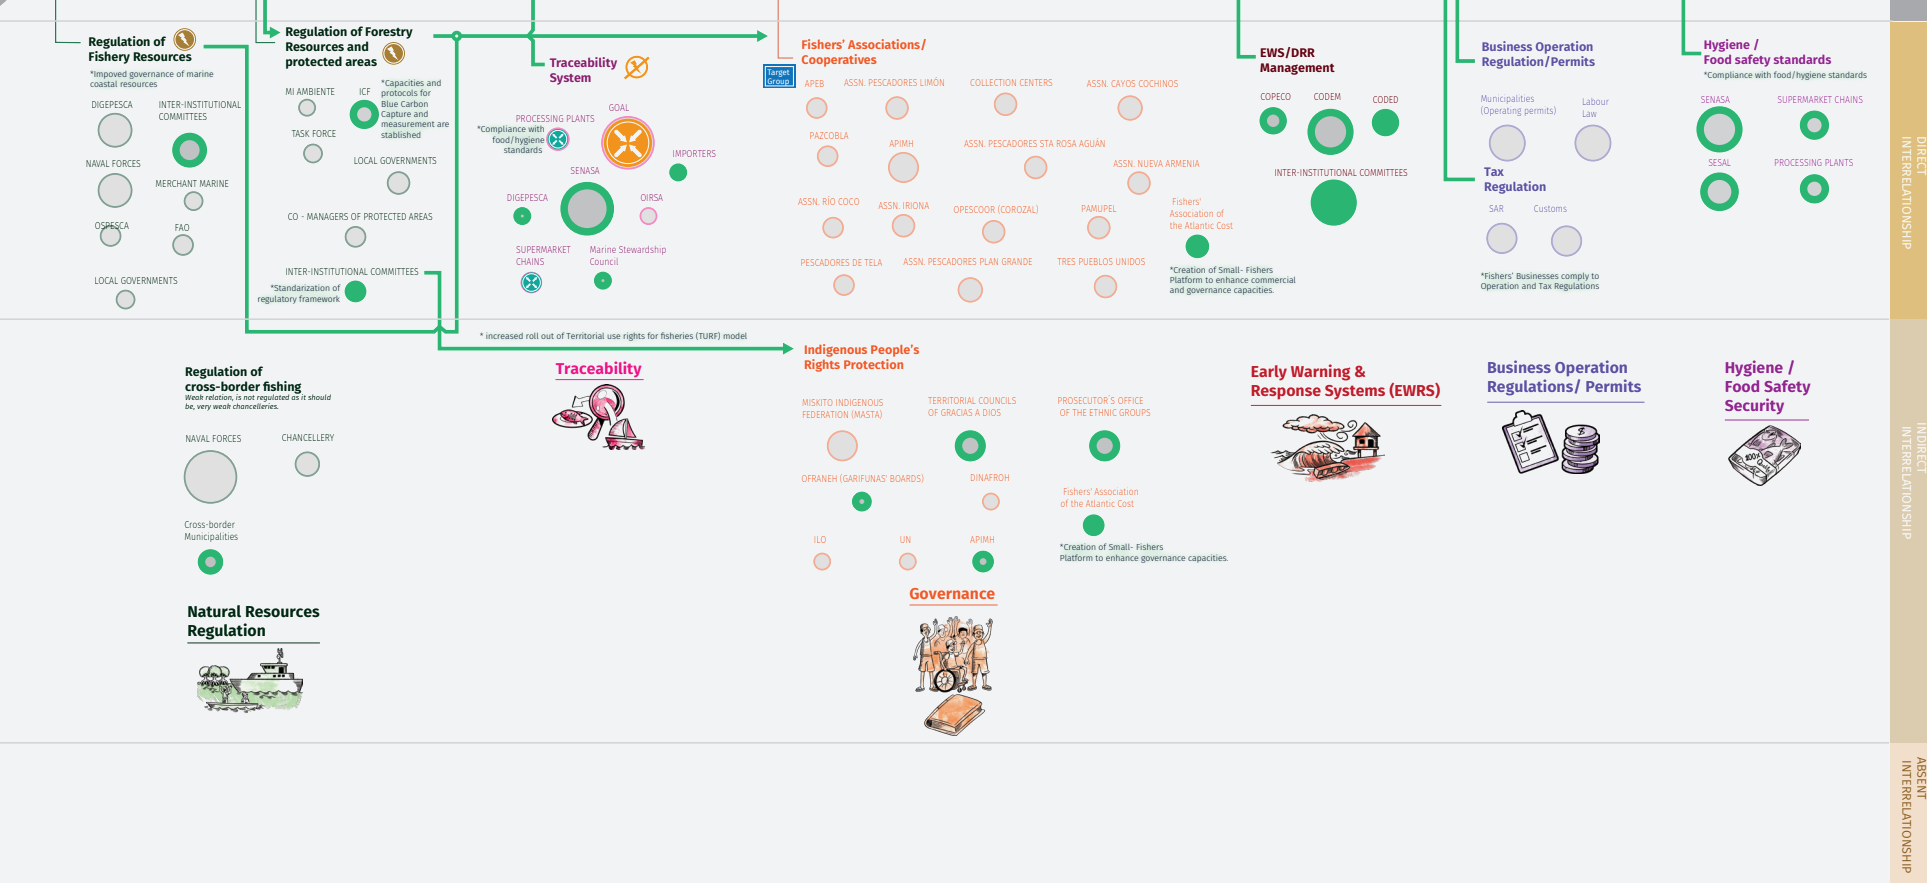 Regulation of
Fishery Resources
*Impoved governance of marine
coastal resources
DIGEPESCA
INTER-INSTITUTIONAL
COMMITTEES
NAVAL FORCES
MERCHANT MARINE
OSPESCA
FAO
LOCAL GOVERNMENTS
Regulation of Forestry
Resources and
protected areas
*Capacities and
protocols for
Blue Carbon
Capture and
measurement are
stablished
MI AMBIENTE
ICF
TASK FORCE
LOCAL GOVERNMENTS
CO - MANAGERS OF PROTECTED AREAS
INTER-INSTITUTIONAL COMMITTEES
*Standarization of
regulatory framework
Traceability
System
GOAL
PROCESSING PLANTS
*Compliance with
food/hygiene
standards
IMPORTERS
SENASA
DIGEPESCA
OIRSA
SUPERMARKET
CHAINS
Marine Stewardship
Council
Fishers' Associations/
Cooperatives
Target
Group
APEB
ASSN. PESCADORES LIMÓN
COLLECTION CENTERS
ASSN. CAYOS COCHINOS
PAZCOBLA
APIMH
ASSN. PESCADORES STA ROSA AGUÁN
ASSN. NUEVA ARMENIA
ASSN. RÍO COCO
ASSN. IRIONA
OPESCOOR (COROZAL)
PAMUPEL
Fishers'
Association of
the Atlantic Cost
PESCADORES DE TELA
ASSN. PESCADORES PLAN GRANDE
TRES PUEBLOS UNIDOS
*Creation of Small- Fishers
Platform to enhance commercial
and governance capacities.
EWS/DRR
Management
COPECO
CODEM
CODED
INTER-INSTITUTIONAL COMMITTEES
Business Operation
Regulation/Permits
Municipalities
(Operating permits)
Labour
Law
Tax
Regulation
SAR
Customs
*Fishers' Businesses comply to
Operation and Tax Regulations
Hygiene /
Food safety standards
*Compliance with food/hygiene standards
SENASA
SUPERMARKET CHAINS
SESAL
PROCESSING PLANTS
DIRECT
INTERRELATIONSHIP
* increased roll out of Territorial use rights for fisheries (TURF) model
Regulation of
cross-border fishing
Weak relation, is not regulated as it should
be, very weak chancelleries.
NAVAL FORCES
CHANCELLERY
Cross-border
Municipalities
Natural Resources
Regulation
Traceability
Indigenous People's
Rights Protection
MISKITO INDIGENOUS
FEDERATION (MASTA)
TERRITORIAL COUNCILS
OF GRACIAS A DIOS
PROSECUTOR´S OFFICE
OF THE ETHNIC GROUPS
OFRANEH (GARIFUNAS' BOARDS)
DINAFROH
Fishers' Association
of the Atlantic Cost
ILO
UN
APIMH
*Creation of Small- Fishers
Platform to enhance governance capacities.
Governance
Early Warning &
Response Systems (EWRS)
Business Operation
Regulations/ Permits
Hygiene /
Food Safety
Security
INDIRECT
INTERRELATIONSHIP
ABSENT
INTERRELATIONSHIP